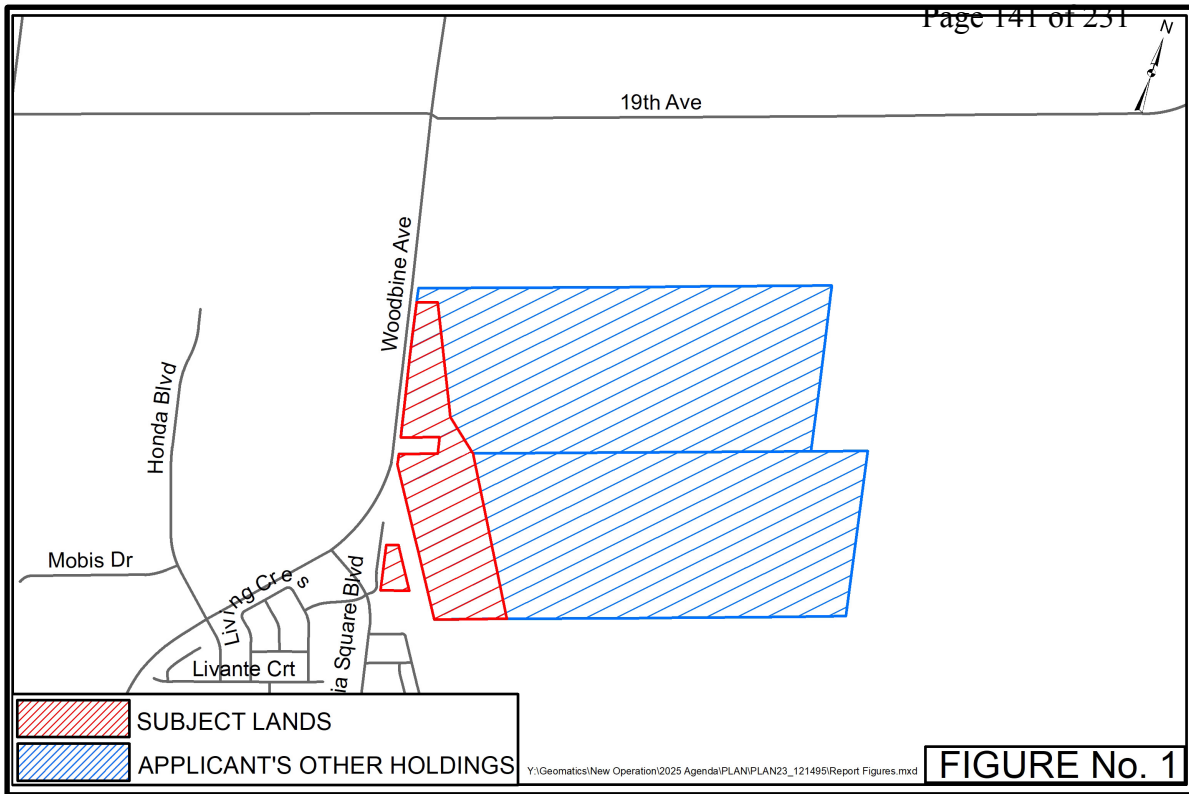 Page 141 of 231
N
19th Ave
Woodbine Ave
Honda Blvd
Mobis Dr
Living Cres
ia Square Blvd
Livante Crt
SUBJECT LANDS
APPLICANT'S OTHER HOLDINGS
Y:\Geomatics\New Operation\2025 Agenda\PLAN\PLAN23_121495\Report Figures.mxd
FIGURE No. 1